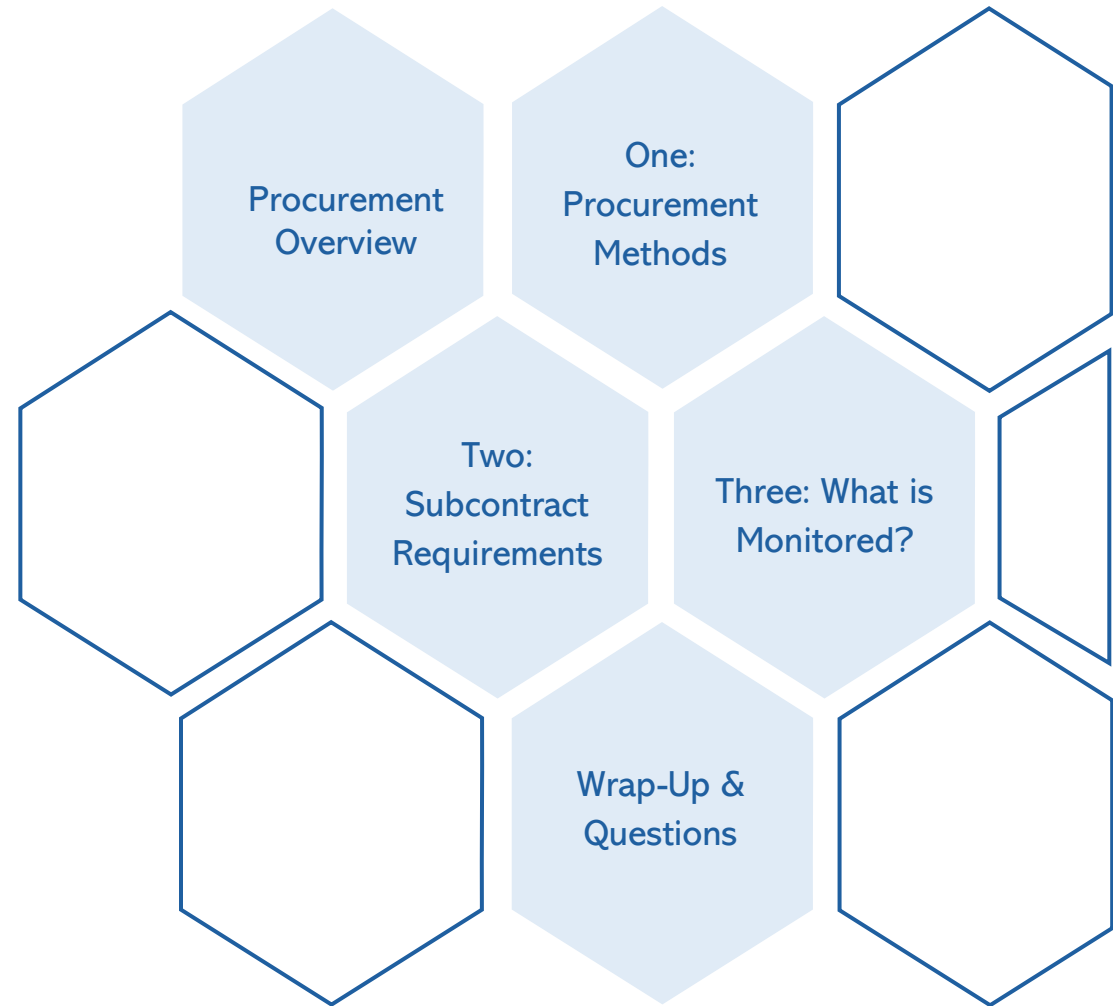 Procurement
Overview
One:
Procurement
Methods
Two:
Subcontract
Requirements
Three: What is
Monitored?
Wrap-Up &
Questions